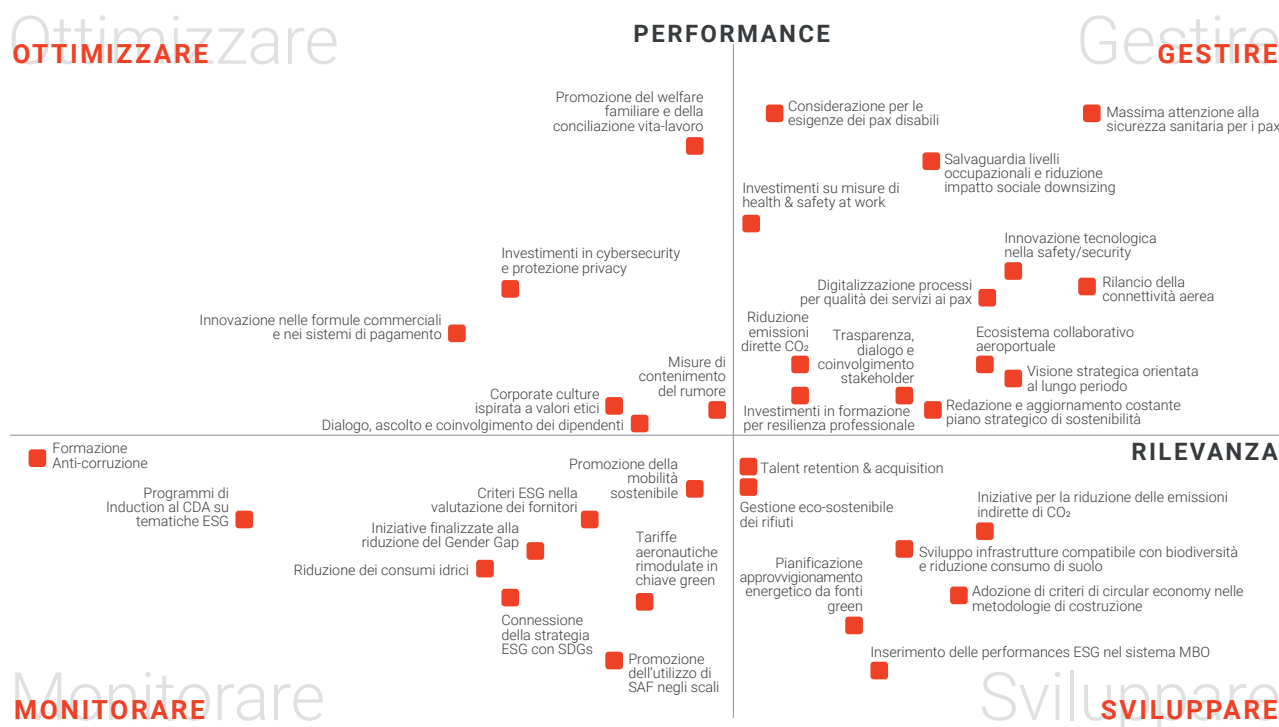 Ottimizzare
OTTIMIZZARE
PERFORMANCE
Gestire
GESTIRE
Promozione del welfare
familiare e della
conciliazione vita-lavoro
Considerazione per le
esigenze dei pax disabili
Massima attenzione alla
sicurezza sanitaria per i pax
Salvaguardia livelli
occupazionali e riduzione
impatto sociale downsizing
Investimenti su misure di
health & safety at work
Investimenti in cybersecurity
e protezione privacy
Innovazione tecnologica
nella safety/security
Digitalizzazione processi
per qualità dei servizi ai pax
Rilancio della
connettività aerea
Innovazione nelle formule commerciali
e nei sistemi di pagamento
Riduzione
emissioni
dirette CO₂
Trasparenza,
dialogo e
coinvolgimento
stakeholder
Ecosistema collaborativo
aeroportuale
Visione strategica orientata
al lungo periodo
Misure di
contenimento
del rumore
Corporate culture
ispirata a valori etici
Dialogo, ascolto e coinvolgimento dei dipendenti
Investimenti in formazione
per resilienza professionale
Redazione e aggiornamento costante
piano strategico di sostenibilità
RILEVANZA
Formazione
Anti-corruzione
Programmi di
Induction al CDA su
tematiche ESG
Promozione della
mobilità
sostenibile
Criteri ESG nella
valutazione dei fornitori
Iniziative finalizzate alla
riduzione del Gender Gap
Riduzione dei consumi idrici
Tariffe
aeronautiche
rimodulate in
chiave green
Connessione
della strategia
ESG con SDGs
Promozione
dell'utilizzo di
SAF negli scali
Talent retention & acquisition
Gestione eco-sostenibile
dei rifiuti
Iniziative per la riduzione delle emissioni
indirette di CO₂
Sviluppo infrastrutture compatibile con biodiversità
e riduzione consumo di suolo
Pianificazione
approvvigionamento
energetico da fonti
green
Adozione di criteri di circular economy nelle
metodologie di costruzione
Inserimento delle performances ESG nel sistema MBO
Monitorare
MONITORARE
Sviluppare
SVILUPPARE